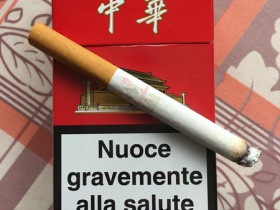 中華
Nuoce
gravemente
alla salute